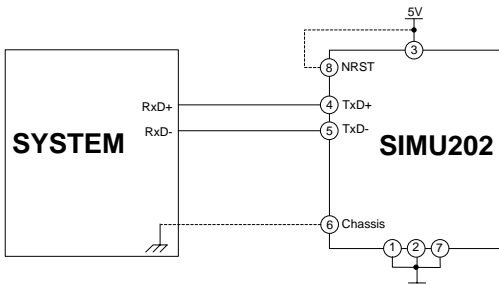 5V
3
8 NRST
RxD+ 4 TxD+
RxD- 5 TxD-
SYSTEM SIMU202
6 Chassis
1 2 7